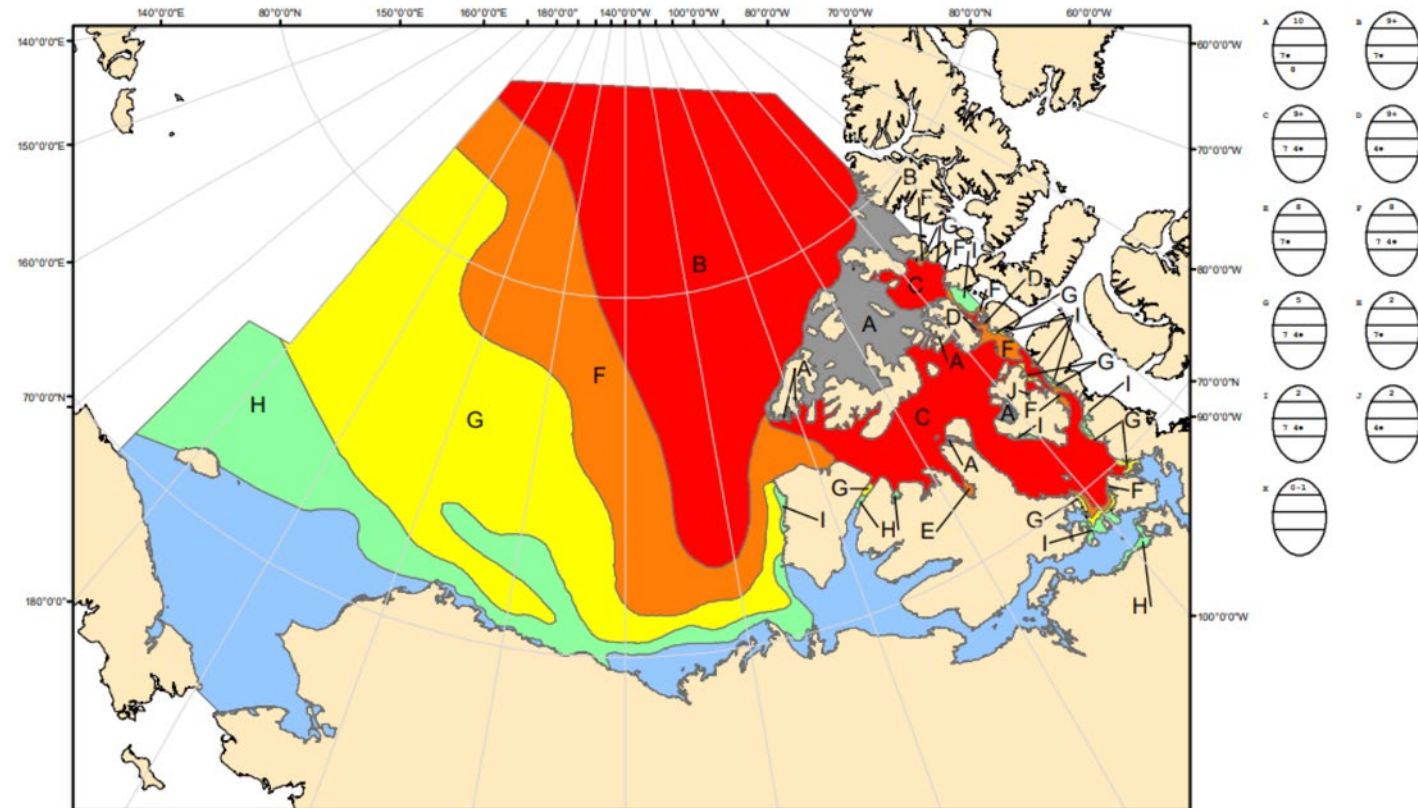 140°0'0"E 80°0'0"N 150°0'0"E 160°0'0"E 180°0'0" 140°0'0"W 100°0'0"W 80°0'0"W 70°0'0"W 80°0'0"N 60°0'0"W
140°0'0"E
60°0'0"W
150°0'0"E
70°0'0"W
160°0'0"E
80°0'0"W
70°0'0"N
70°0'0"N
90°0'0"W
180°0'0"
100°0'0"W
B
F
G
F I
B
C
F
D
G
I
A
D
A
F
G
A
J
I
F
H
F
C
A
I
G
G
A
G
F
I
H
E
G
I
H
A 10
7•
8
B 9+
7•
C 9+
7 4•
D 9+
4•
E 8
7•
F 8
7 4•
G 5
7 4•
H 2
7•
I 2
7 4•
J 2
4•
K 0-1